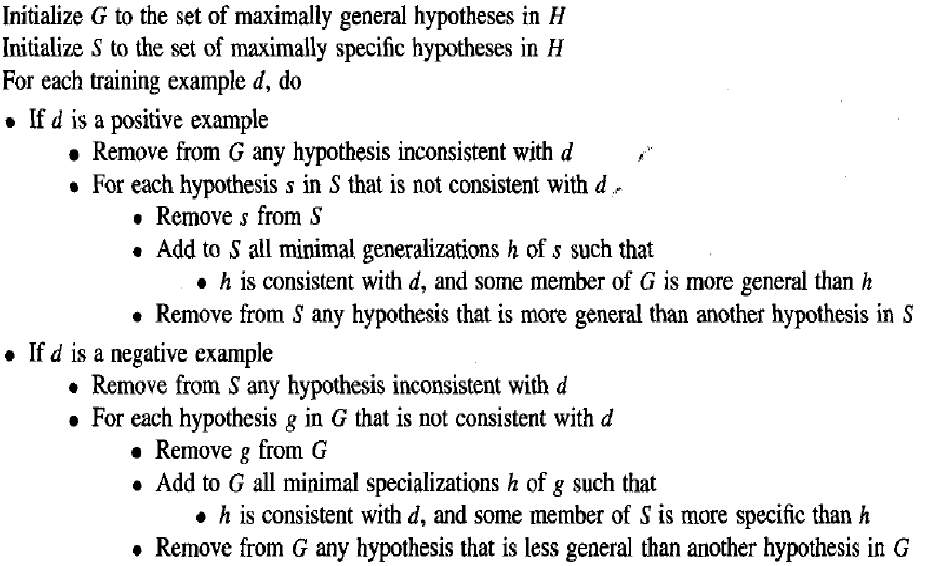 Initialize G to the set of maximally general hypotheses in H
Initialize S to the set of maximally specific hypotheses in H
For each training example d, do
• If d is a positive example
• Remove from G any hypothesis inconsistent with d
• For each hypothesis s in S that is not consistent with d
• Remove s from S
• Add to S all minimal generalizations h of s such that
• h is consistent with d, and some member of G is more general than h
• Remove from S any hypothesis that is more general than another hypothesis in S
• If d is a negative example
• Remove from S any hypothesis inconsistent with d
• For each hypothesis g in G that is not consistent with d
• Remove g from G
• Add to G all minimal specializations h of g such that
• h is consistent with d, and some member of S is more specific than h
• Remove from G any hypothesis that is less general than another hypothesis in G